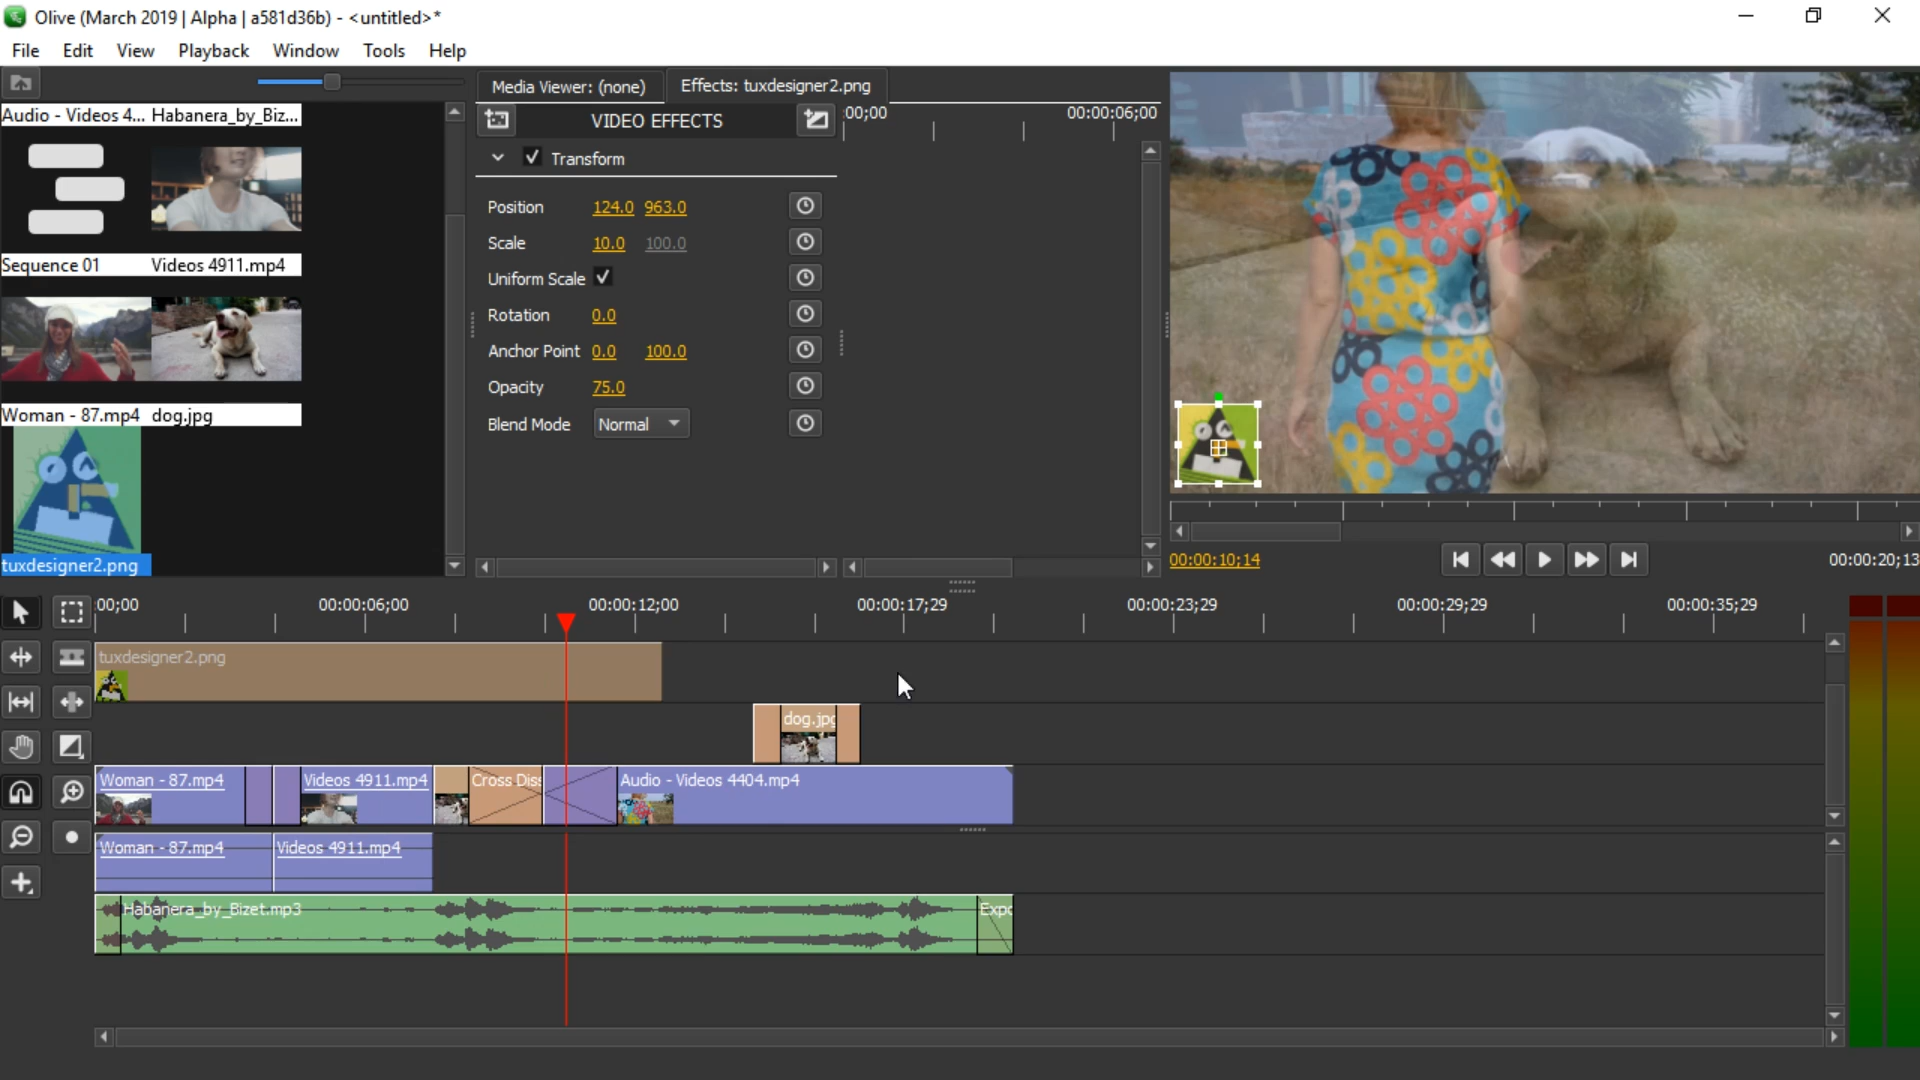 Olive (March 2019 | Alpha | a581d36b) - <untitled>*
File Edit View Playback Window Tools Help
Media Viewer: (none) Effects: tuxdesigner2.png
Audio - Videos 4... Habanera_by_Biz...
VIDEO EFFECTS
:00;00 00:00:06;00
Transform
Position 124.0 963.0
Scale 10.0 100.0
Sequence 01 Videos 4911.mp4
Uniform Scale
Rotation 0.0
Anchor Point 0.0 100.0
Opacity 75.0
Woman - 87.mp4 dog.jpg
Blend Mode Normal
tuxdesigner2.png
00:00:10;14 00:00:20;13
:00;00 00:00:06;00 00:00:12;00 00:00:17;29 00:00:23;29 00:00:29;29 00:00:35;29
tuxdesigner2.png
dog.jpg
Woman - 87.mp4 Videos 4911.mp4 Cross Diss Audio - Videos 4404.mp4
Woman - 87.mp4 Videos 4911.mp4
Habanera_by_Bizet.mp3 Expo